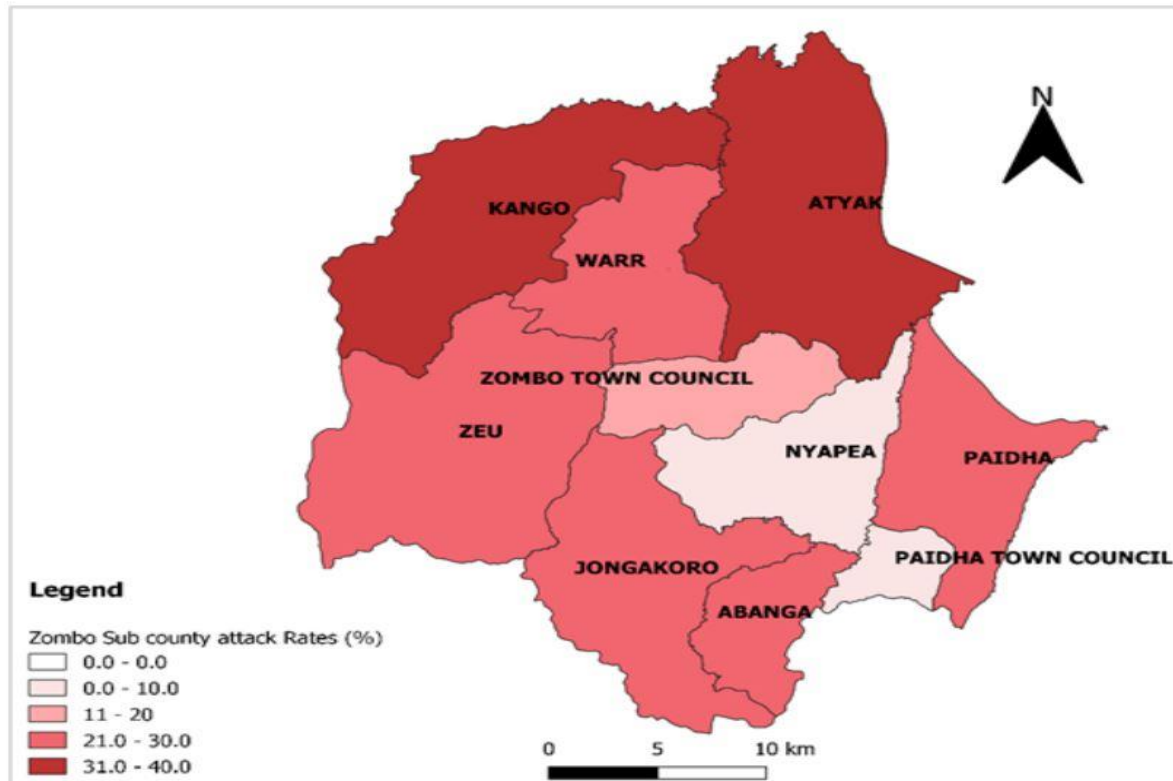 N
KANGO
ATYAK
WARR
ZOMBO TOWN COUNCIL
ZEU
NYAPEA
PAIDHA
JONGAKORO
PAIDHA TOWN COUNCIL
ABANGA
Legend
Zombo Sub county attack Rates (%)
0.0 - 0.0
0.0 - 10.0
11 - 20
21.0 - 30.0
31.0 - 40.0
0 5 10 km